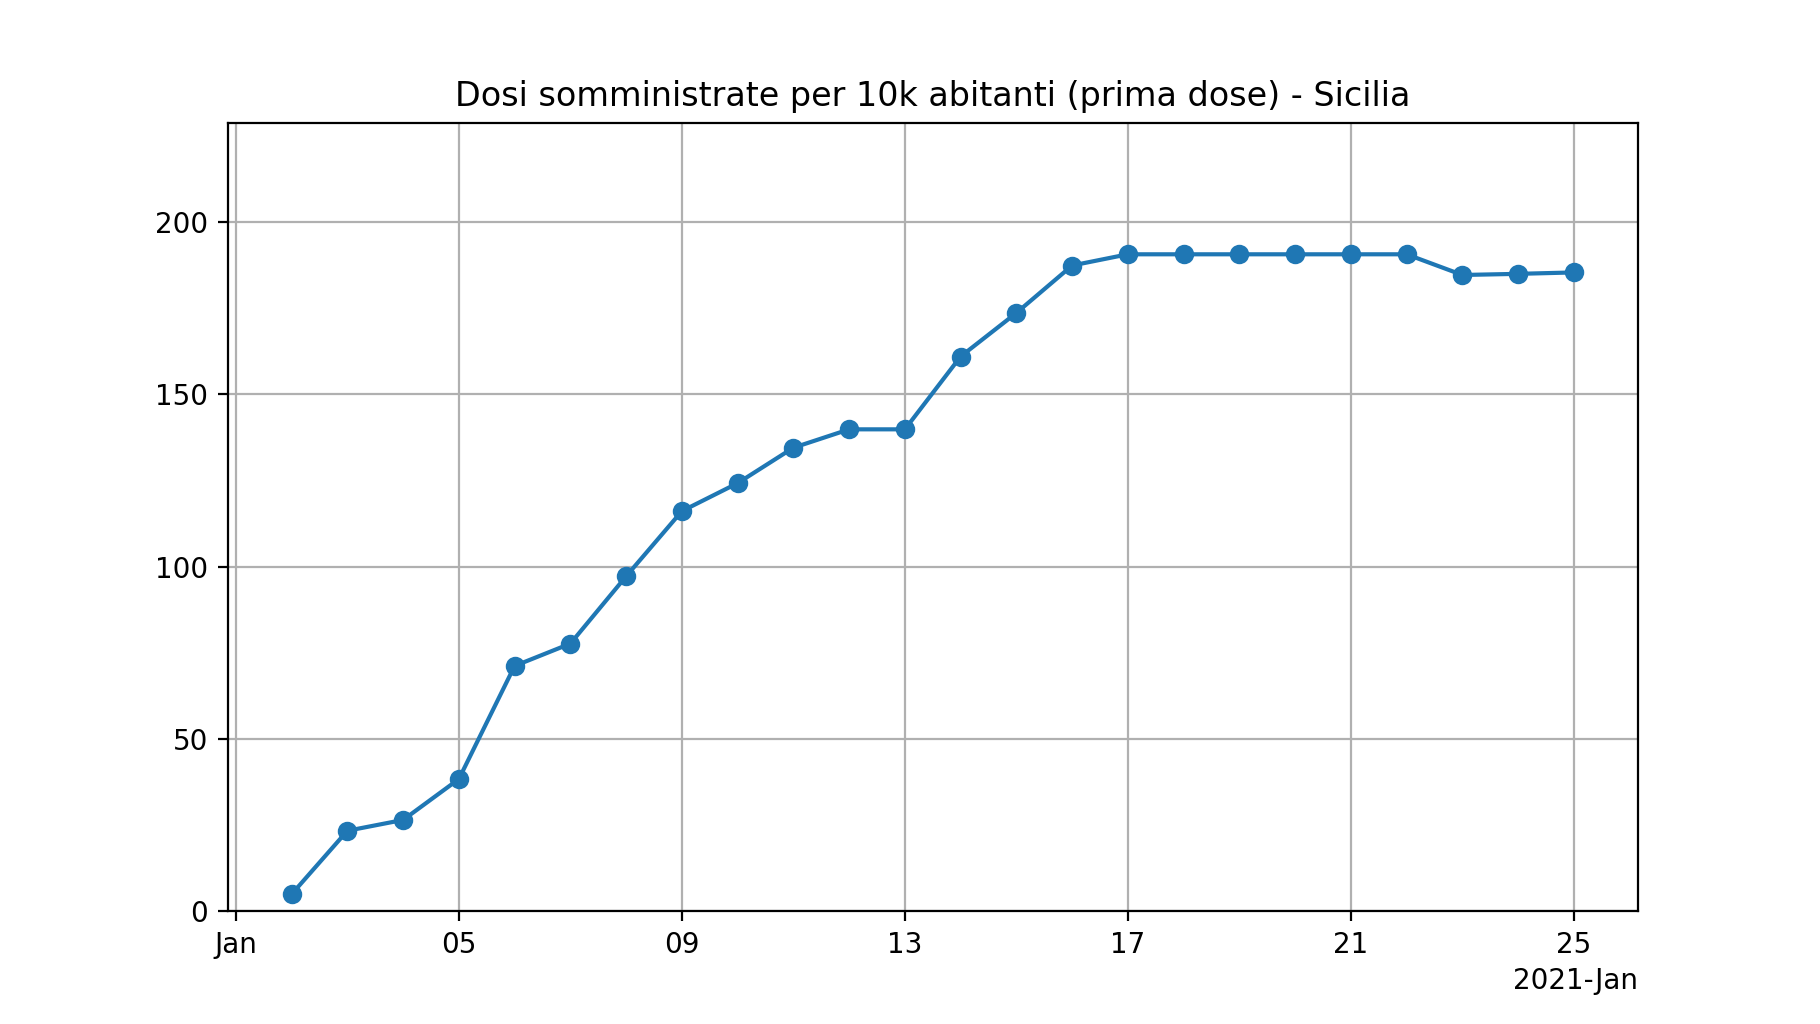 Dosi somministrate per 10k abitanti (prima dose) - Sicilia
200
150
100
50
0
Jan 05 09 13 17 21 25
2021-Jan